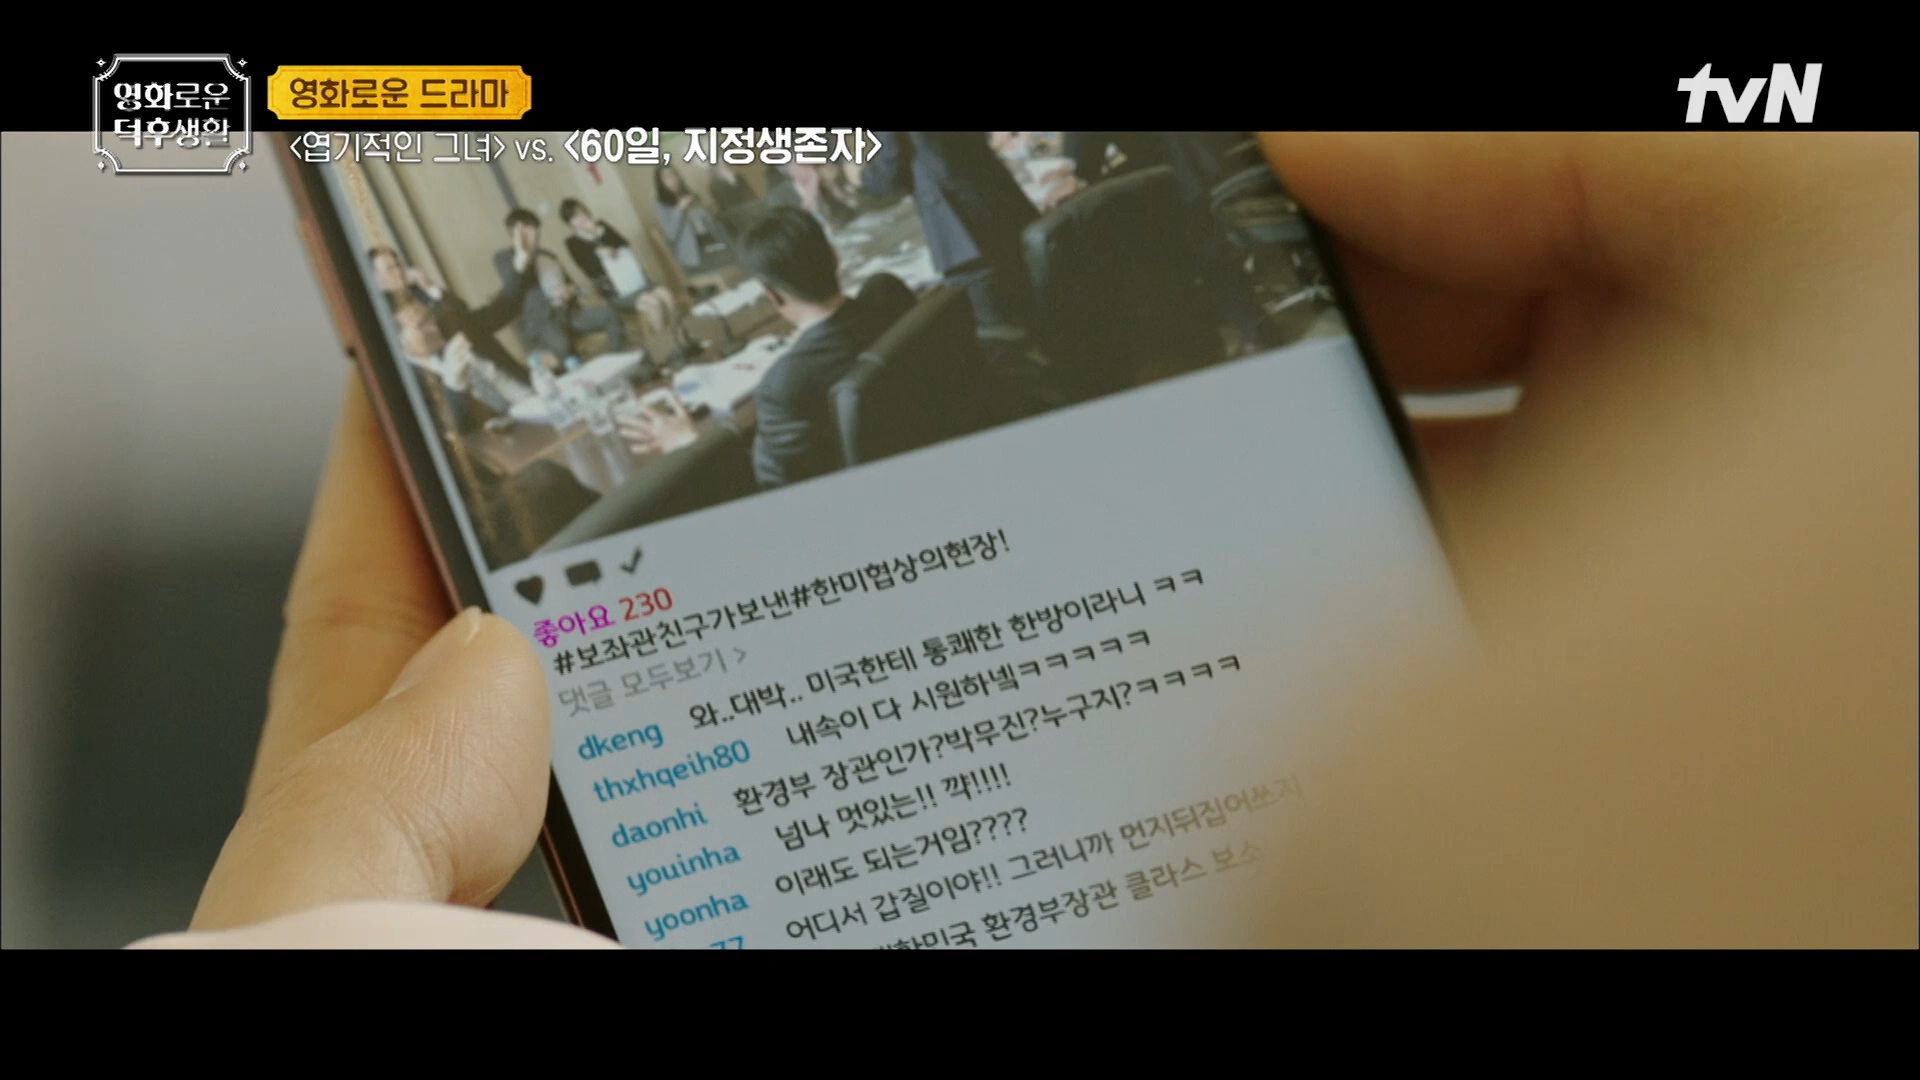 영화로운
덕후생활
영화로운 드라마
<엽기적인 그녀> vs. <60일, 지정생존자>
tvN
좋아요 230
#보좌관친구가보낸#한미협상의현장!
댓글 모두보기 >
dkeng 와..대박.. 미국한테 통쾌한 한방이라니 ㅋㅋ
thxhqeih80 내속이 다 시원하넼ㅋㅋㅋㅋㅋ
daonhi 환경부 장관인가?박무진?누구지?ㅋㅋㅋㅋ
youinha 넘나 멋있는!! 꺅!!!!
yoonha 이래도 되는거임????
77 어디서 갑질이야!! 그러니까 먼지뒤집어쓰지
대한민국 환경부장관 클라스 보소